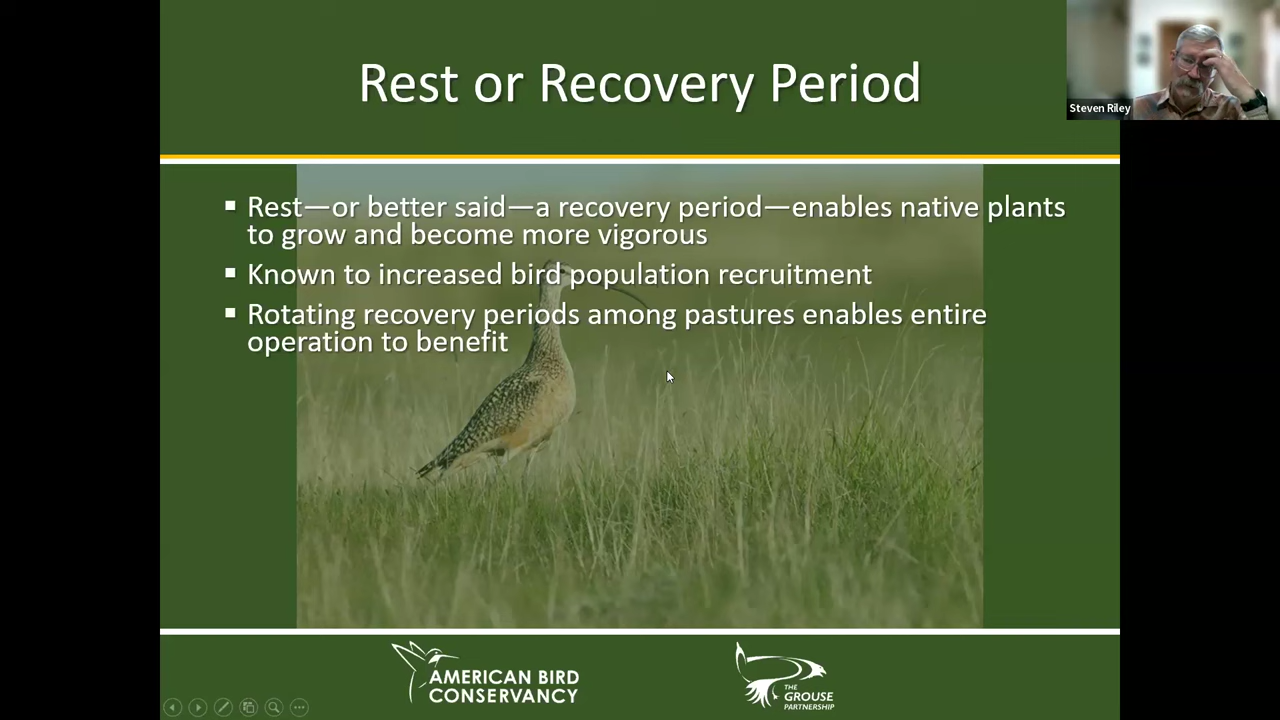 Rest or Recovery Period
Steven Riley
▪ Rest—or better said—a recovery period—enables native plants
to grow and become more vigorous
▪ Known to increased bird population recruitment
▪ Rotating recovery periods among pastures enables entire
operation to benefit
AMERICAN BIRD
CONSERVANCY
THE
GROUSE
PARTNERSHIP